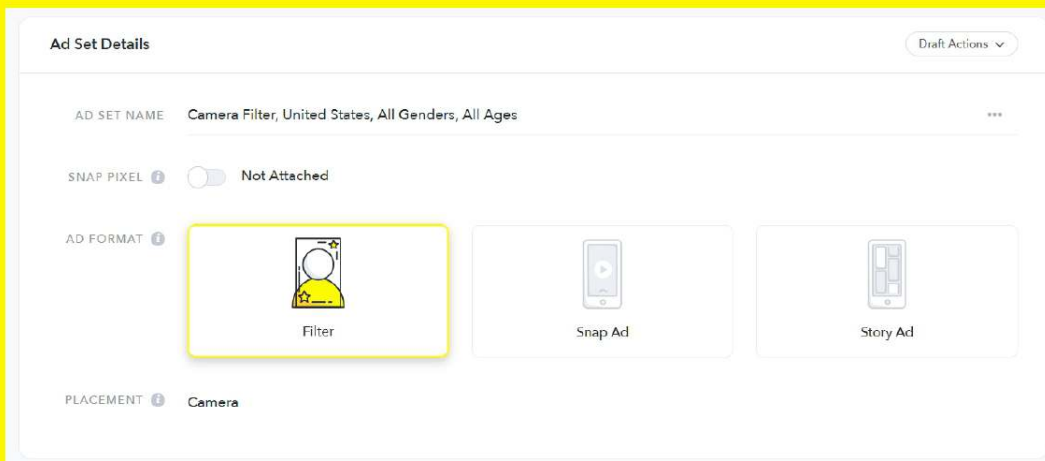 Ad Set Details
Draft Actions
AD SET NAME Camera Filter, United States, All Genders, All Ages
SNAP PIXEL Not Attached
AD FORMAT
Filter
Snap Ad
Story Ad
PLACEMENT Camera